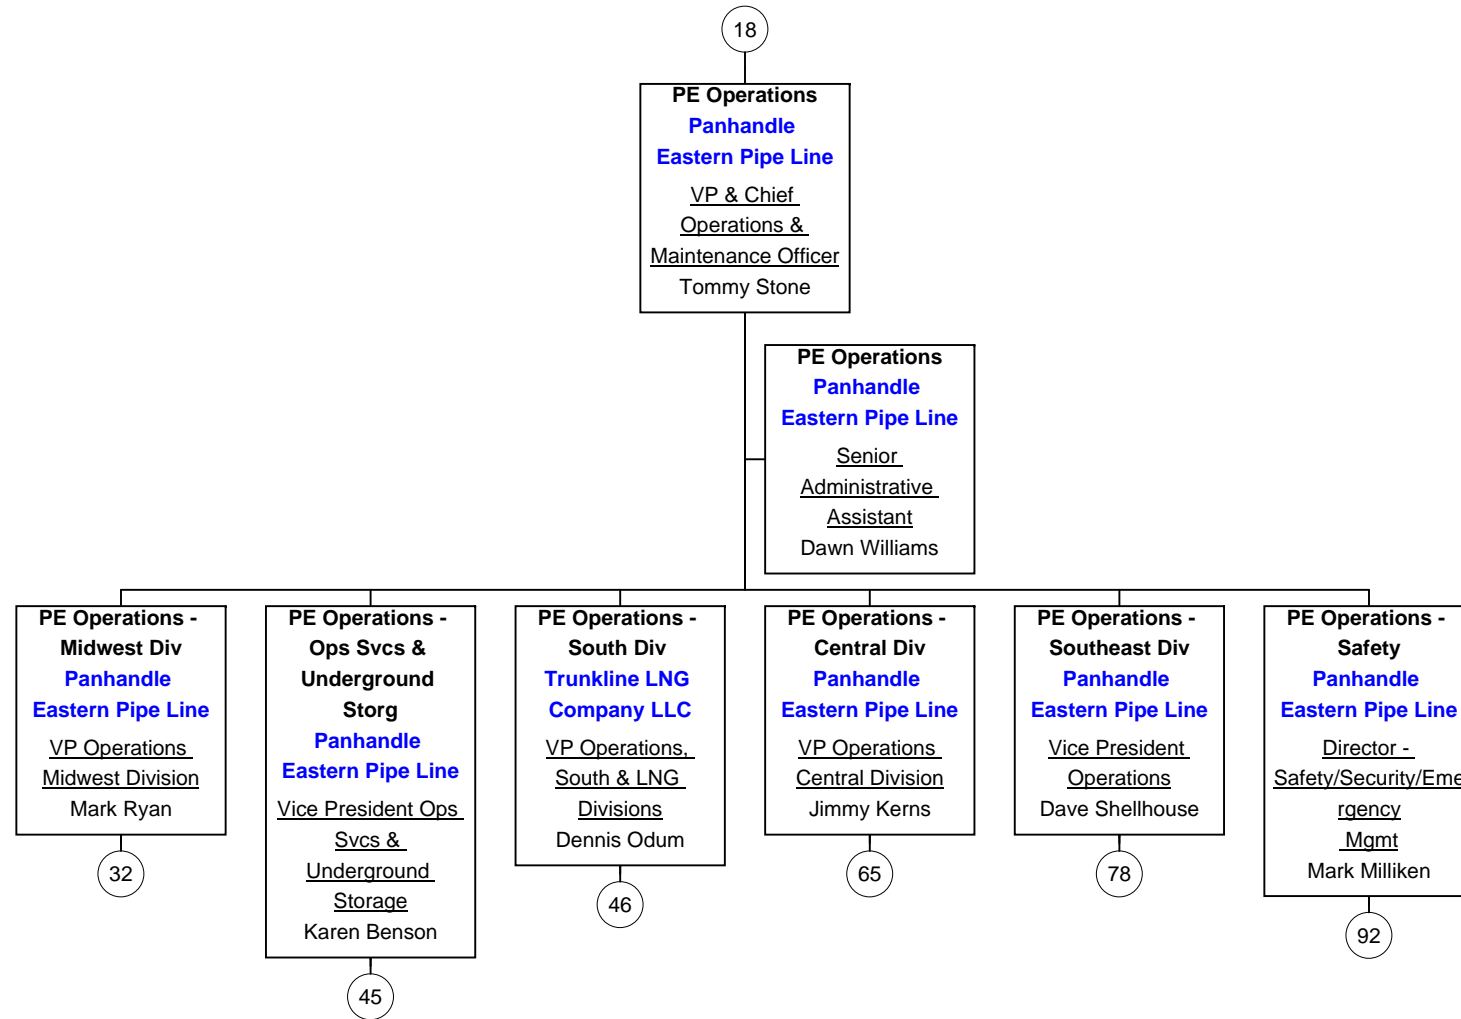 18
PE Operations
Panhandle
Eastern Pipe Line
VP & Chief
Operations &
Maintenance Officer
Tommy Stone
PE Operations
Panhandle
Eastern Pipe Line
Senior
Administrative
Assistant
Dawn Williams
PE Operations -
Midwest Div
Panhandle
Eastern Pipe Line
VP Operations
Midwest Division
Mark Ryan
32
PE Operations -
Ops Svcs &
Underground
Storg
Panhandle
Eastern Pipe Line
Vice President Ops
Svcs &
Underground
Storage
Karen Benson
45
PE Operations -
South Div
Trunkline LNG
Company LLC
VP Operations,
South & LNG
Divisions
Dennis Odum
46
PE Operations -
Central Div
Panhandle
Eastern Pipe Line
VP Operations
Central Division
Jimmy Kerns
65
PE Operations -
Southeast Div
Panhandle
Eastern Pipe Line
Vice President
Operations
Dave Shellhouse
78
PE Operations -
Safety
Panhandle
Eastern Pipe Line
Director -
Safety/Security/Eme
rgency
Mgmt
Mark Milliken
92